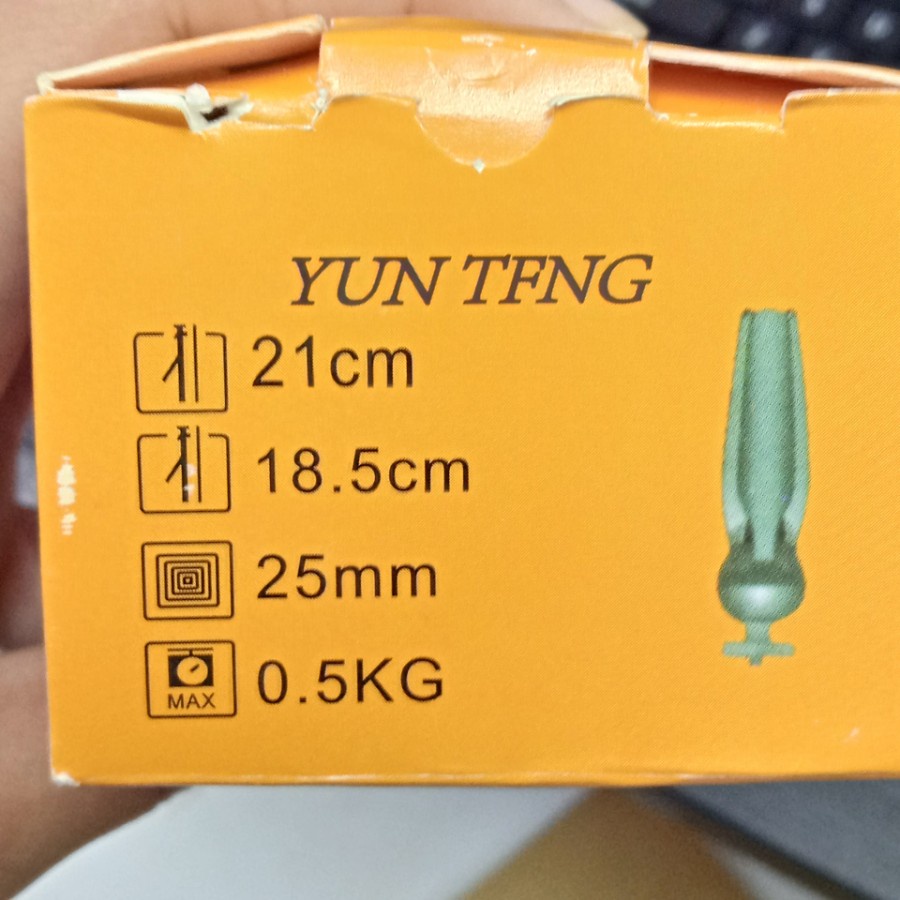 YUN TFNG
21cm
18.5cm
25mm
MAX
0.5KG